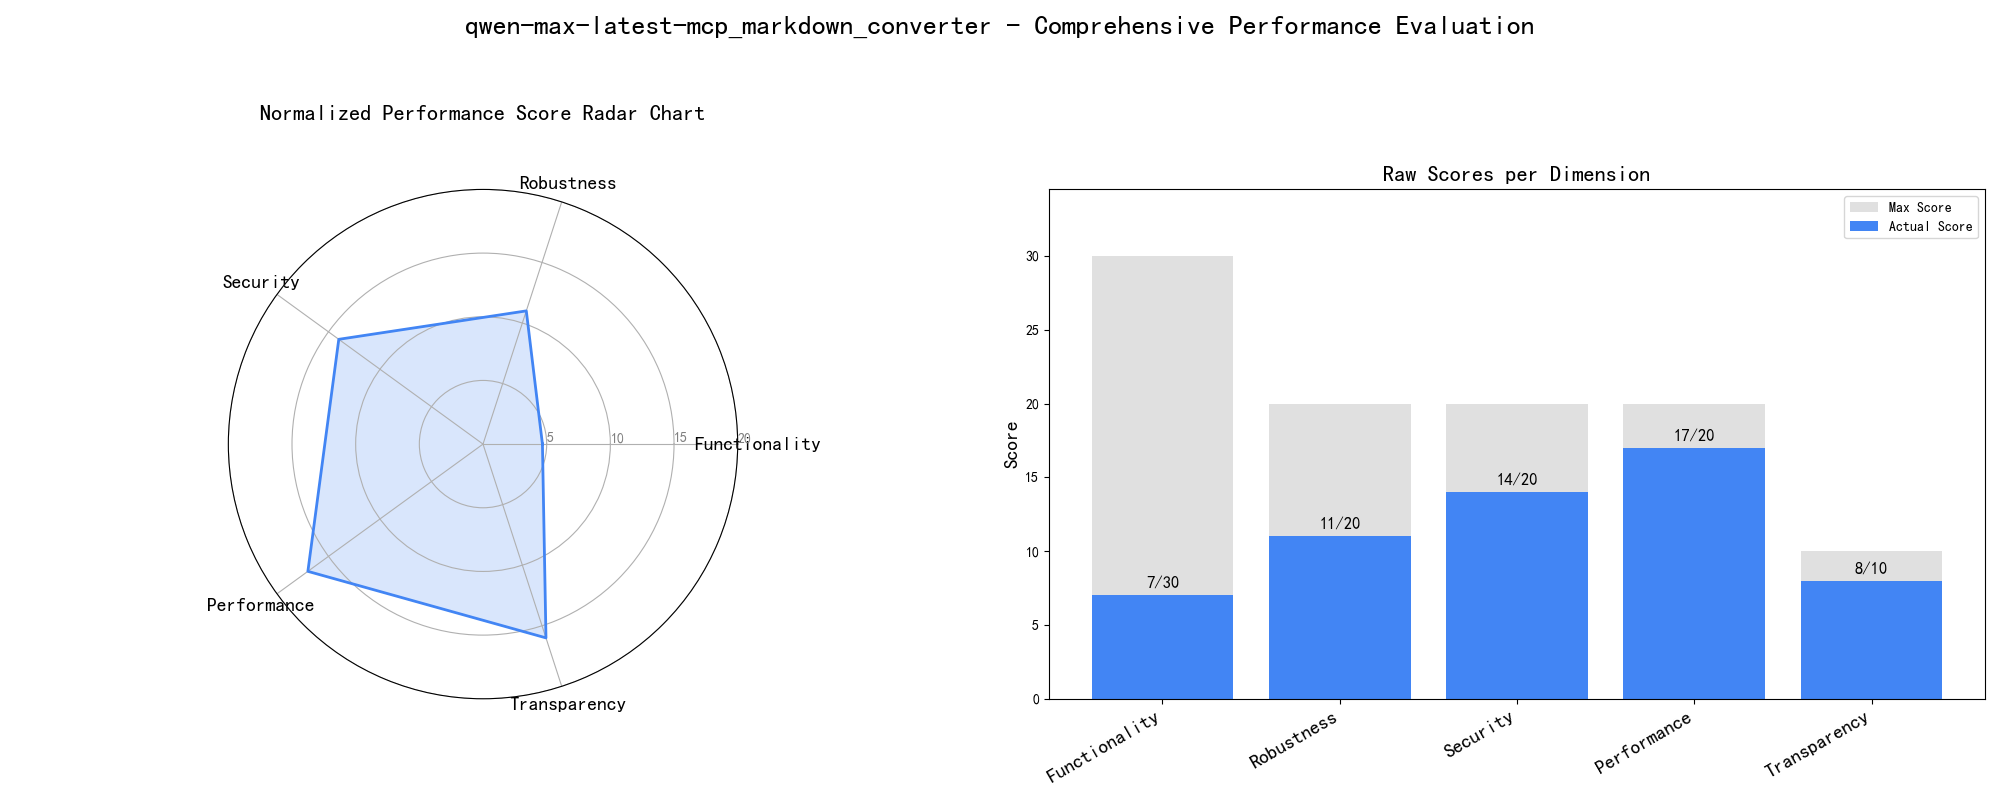 qwen-max-latest-mcp_markdown_converter - Comprehensive Performance Evaluation
Normalized Performance Score Radar Chart
Robustness
Security
Functionality
5
10
15
20
Performance
Transparency
Raw Scores per Dimension
Max Score
Actual Score
Score
30
25
20
15
10
5
0
7/30
11/20
14/20
17/20
8/10
Functionality
Robustness
Security
Performance
Transparency